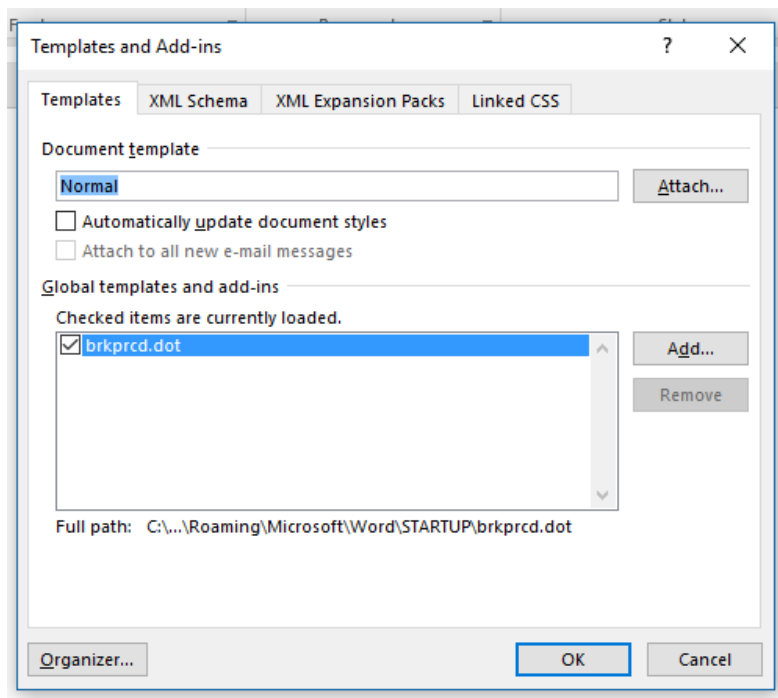 Templates and Add-ins ?
Templates XML Schema XML Expansion Packs Linked CSS
Document template
Normal Attach...
Automatically update document styles
Attach to all new e-mail messages
Global templates and add-ins
Checked items are currently loaded.
brkprcd.dot Add...
Remove
Full path: C:\...\Roaming\Microsoft\Word\STARTUP\brkprcd.dot
Organizer... OK Cancel